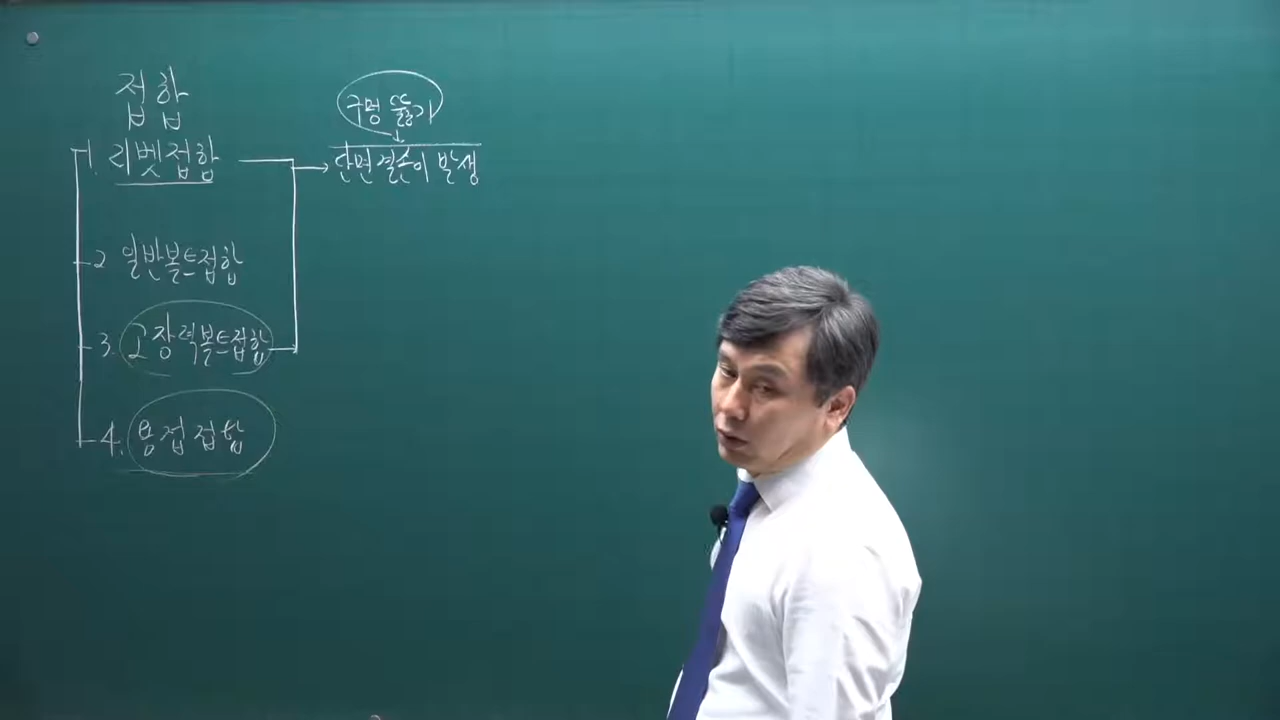 접합
1. 리벳접합
2 일반볼트접합
3. 고장력볼트접합
4. 용접접합
구멍 뚫기
↓
단면결손이 발생